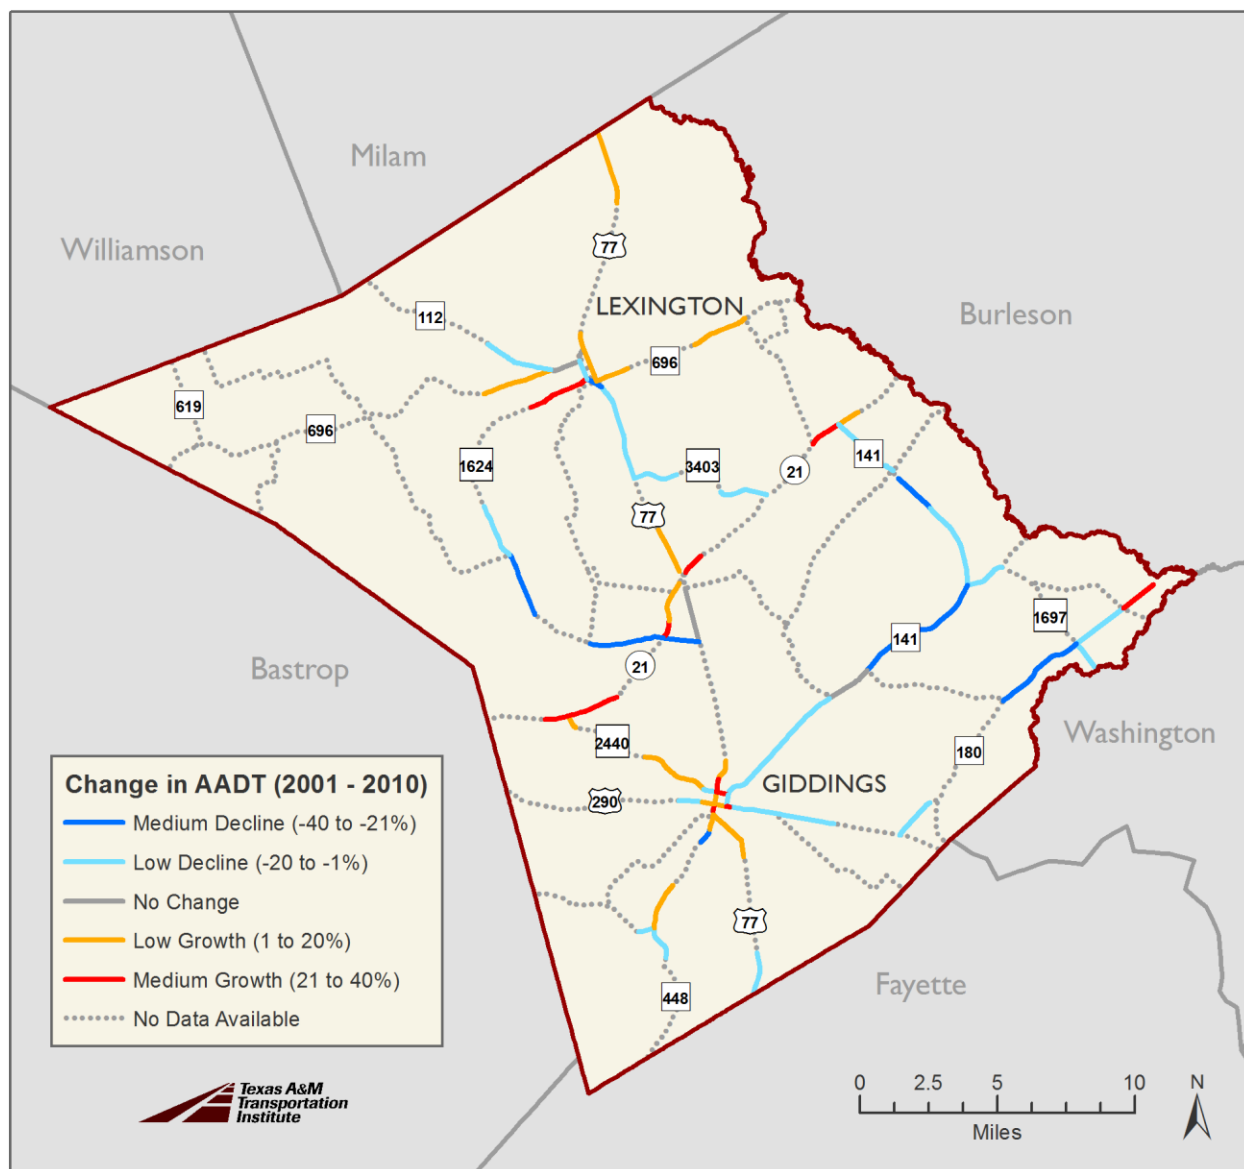 Milam
Williamson
77
LEXINGTON
Burleson
112
696
619
696
141
1624
3403
21
77
1697
141
21
Bastrop
Washington
2440
180
GIDDINGS
290
Change in AADT (2001 - 2010)
Medium Decline (-40 to -21%)
Low Decline (-20 to -1%)
No Change
Low Growth (1 to 20%)
Medium Growth (21 to 40%)
No Data Available
77
448
Fayette
Texas A&M
Transportation
Institute
0 2.5 5 10
Miles
N